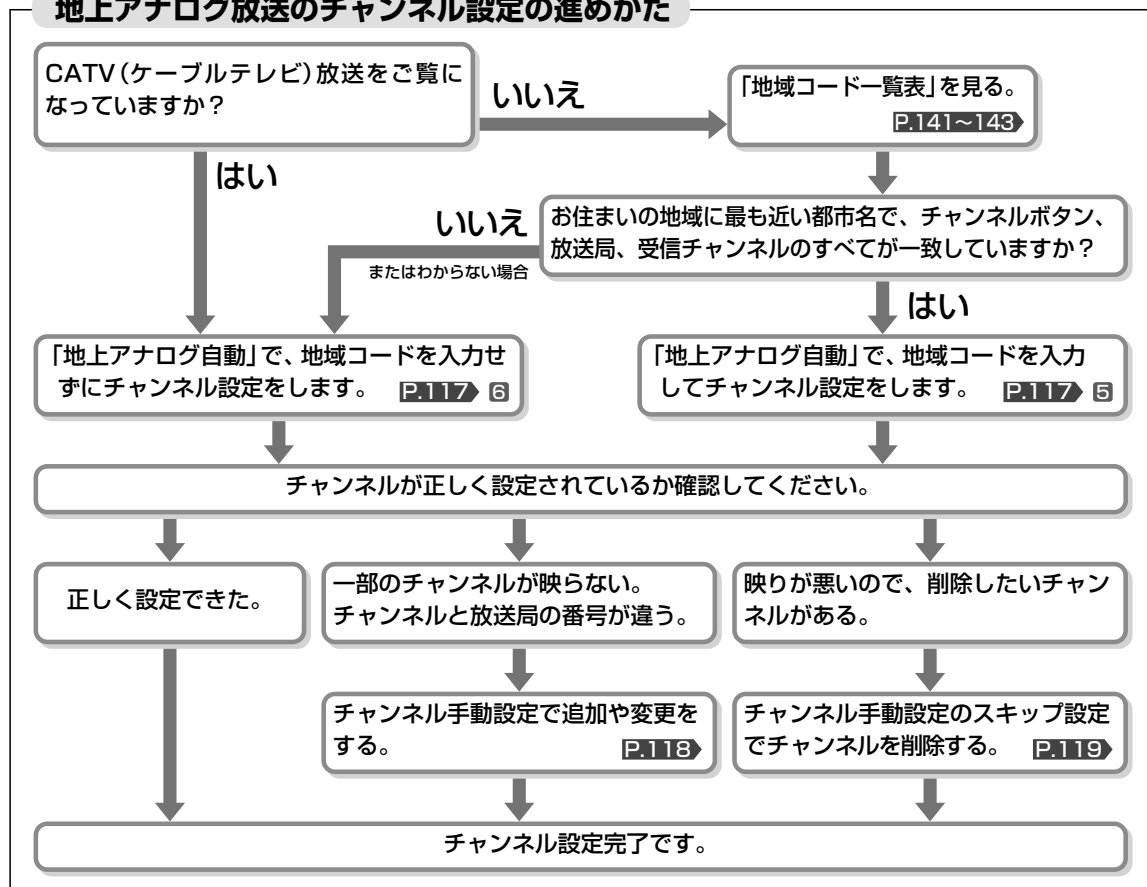 地上アナログ放送のチャンネル設定の進めかた
CATV(ケーブルテレビ)放送をご覧に
なっていますか?
いいえ
「地域コード一覧表」を見る。
P.141～143
はい
お住まいの地域に最も近い都市名で、チャンネルボタン、
放送局、受信チャンネルのすべてが一致していますか?
いいえ
またはわからない場合
はい
「地上アナログ自動」で、地域コードを入力せ
ずにチャンネル設定をします。 P.117 6
「地上アナログ自動」で、地域コードを入力
してチャンネル設定をします。 P.117 5
チャンネルが正しく設定されているか確認してください。
正しく設定できた。
一部のチャンネルが映らない。
チャンネルと放送局の番号が違う。
映りが悪いので、削除したいチャン
ネルがある。
チャンネル手動設定で追加や変更を
する。 P.118
チャンネル手動設定のスキップ設定
でチャンネルを削除する。 P.119
チャンネル設定完了です。